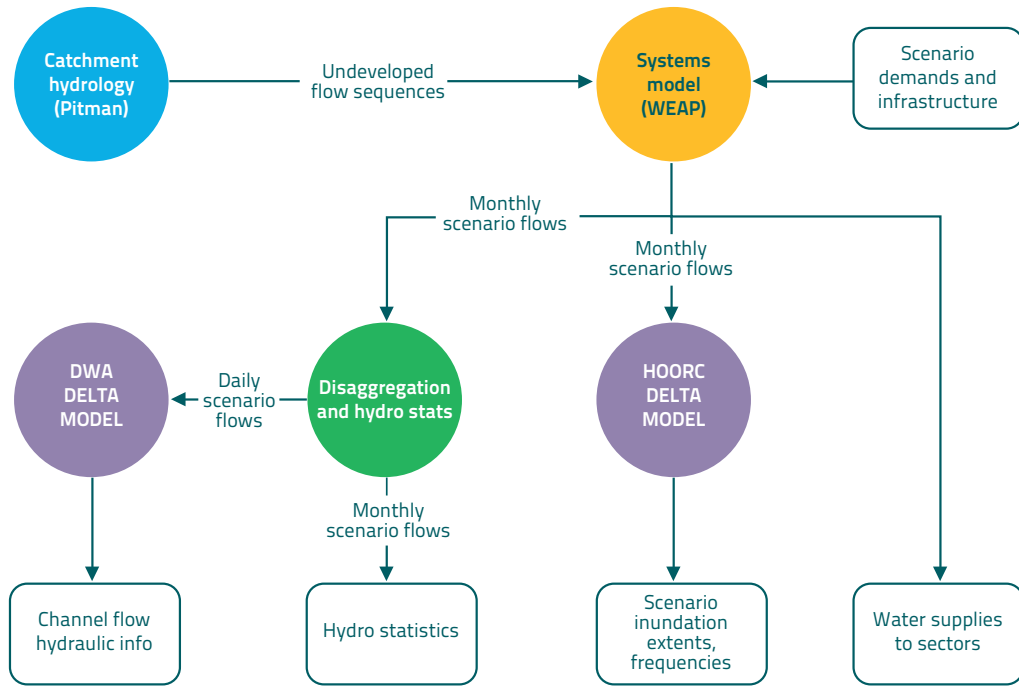 Catchment
hydrology
(Pitman)
Undeveloped
flow sequences
Systems
model
(WEAP)
Scenario
demands and
infrastructure
Monthly
scenario flows
Monthly
scenario flows
DWA
DELTA
MODEL
Daily
scenario
flows
Disaggregation
and hydro stats
HOORC
DELTA
MODEL
Monthly
scenario flows
Channel flow
hydraulic info
Hydro statistics
Scenario
inundation
extents,
frequencies
Water supplies
to sectors